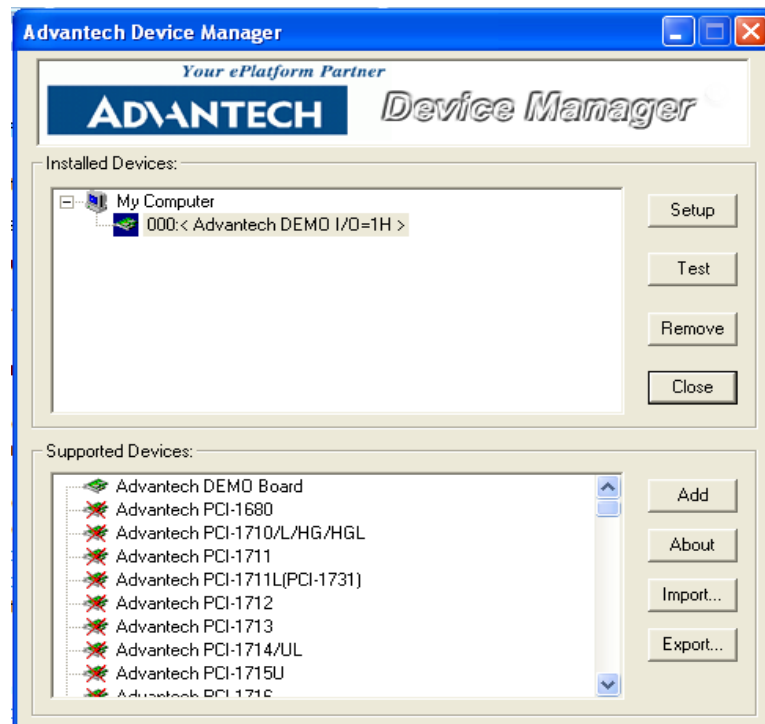 Advantech Device Manager
Your ePlatform Partner
ADVANTECH Device Manager
Installed Devices:
My Computer
000:< Advantech DEMO I/O=1H >
Setup
Test
Remove
Close
Supported Devices:
Advantech DEMO Board
Advantech PCI-1680
Advantech PCI-1710/L/HG/HGL
Advantech PCI-1711
Advantech PCI-1711L(PCI-1731)
Advantech PCI-1712
Advantech PCI-1713
Advantech PCI-1714/UL
Advantech PCI-1715U
Advantech PCI-1716
Add
About
Import...
Export...